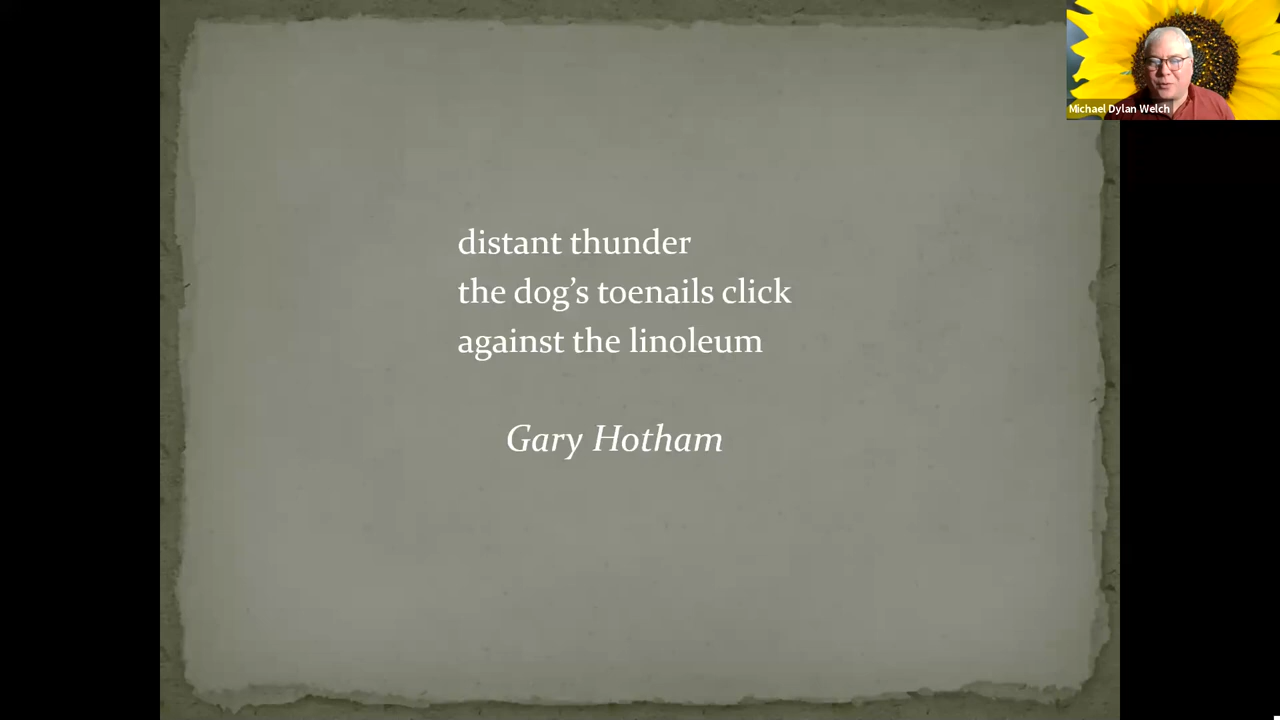 Michael Dylan Welch
distant thunder
the dog’s toenails click
against the linoleum
Gary Hotham